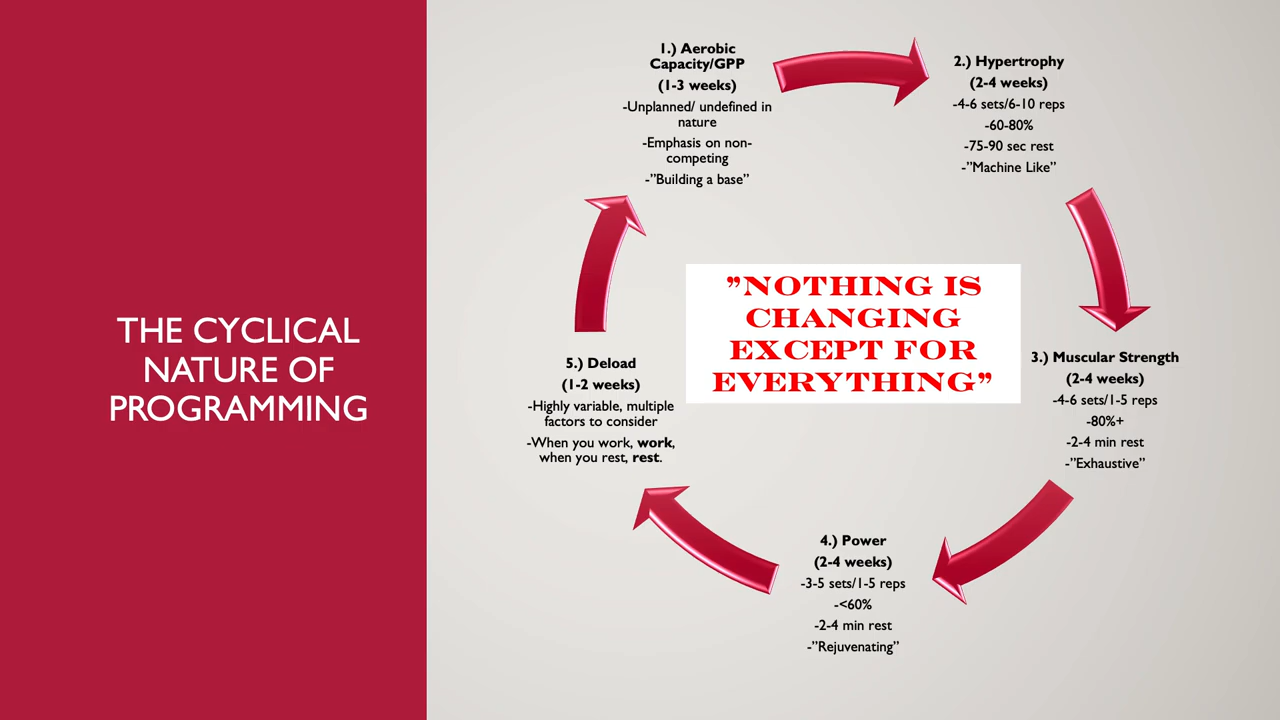 THE CYCLICAL
NATURE OF
PROGRAMMING
1.) Aerobic
Capacity/GPP
(1-3 weeks)
-Unplanned/ undefined in
nature
-Emphasis on non-
competing
-”Building a base”
2.) Hypertrophy
(2-4 weeks)
-4-6 sets/6-10 reps
-60-80%
-75-90 sec rest
-”Machine Like”
3.) Muscular Strength
(2-4 weeks)
-4-6 sets/1-5 reps
-80%+
-2-4 min rest
-”Exhaustive”
4.) Power
(2-4 weeks)
-3-5 sets/1-5 reps
-<60%
-2-4 min rest
-”Rejuvenating”
5.) Deload
(1-2 weeks)
-Highly variable, multiple
factors to consider
-When you work, work,
when you rest, rest.
”NOTHING IS
CHANGING
EXCEPT FOR
EVERYTHING”